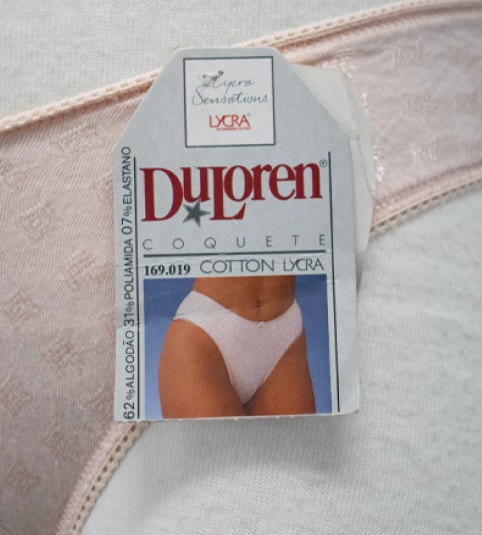 Lycra
Sensations
LYCRA®
DULOREN®
COQUETE
169.019 COTTON LYCRA
62%ALGODÃO 31%POLIAMIDA 07%ELASTANO